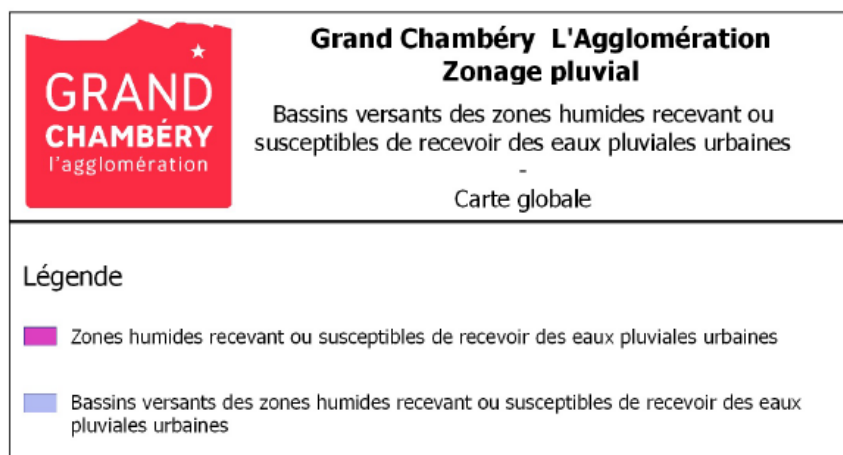 GRAND
CHAMBÉRY
l'agglomération
Grand Chambéry L'Agglomération
Zonage pluvial
Bassins versants des zones humides recevant ou
susceptibles de recevoir des eaux pluviales urbaines
-
Carte globale
Légende
Zones humides recevant ou susceptibles de recevoir des eaux pluviales urbaines
Bassins versants des zones humides recevant ou susceptibles de recevoir des eaux
pluviales urbaines